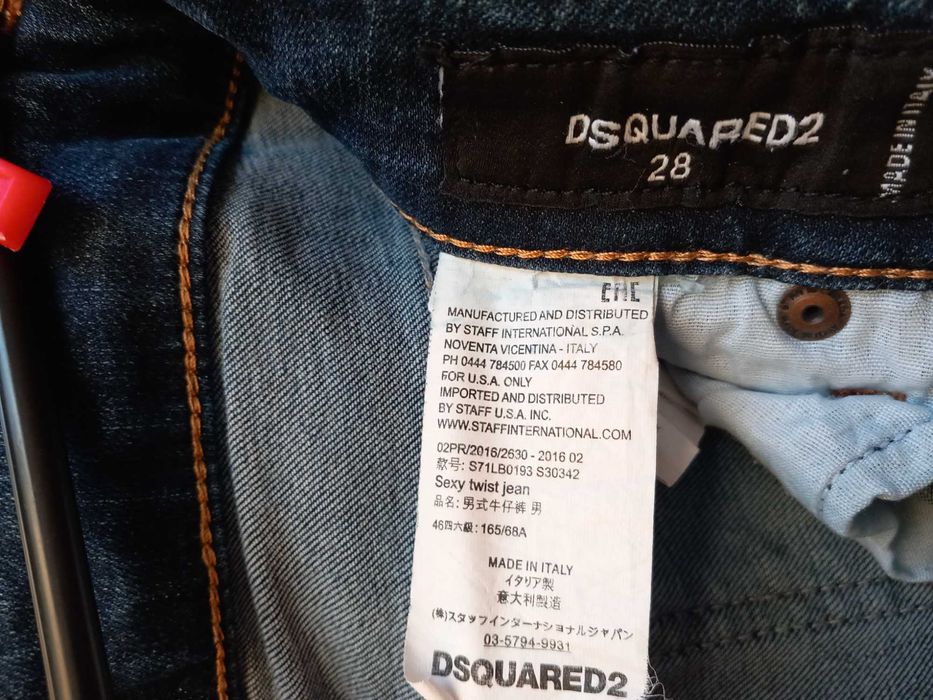 DSQUARED2
28
MADE IN ITALY
EAC
MANUFACTURED AND DISTRIBUTED
BY STAFF INTERNATIONAL S.P.A.
NOVENTA VICENTINA - ITALY
PH 0444 784500 FAX 0444 784580
FOR U.S.A. ONLY
IMPORTED AND DISTRIBUTED
BY STAFF U.S.A. INC.
WWW.STAFFINTERNATIONAL.COM
02PR/2016/2630 - 2016 02
款号: S71LB0193 S30342
Sexy twist jean
品名: 男式牛仔裤 男
46四六級: 165/68A
MADE IN ITALY
イタリア製
意大利製造
(株)スタッフインターナショナルジャパン
03-5794-9931
DSQUARED2